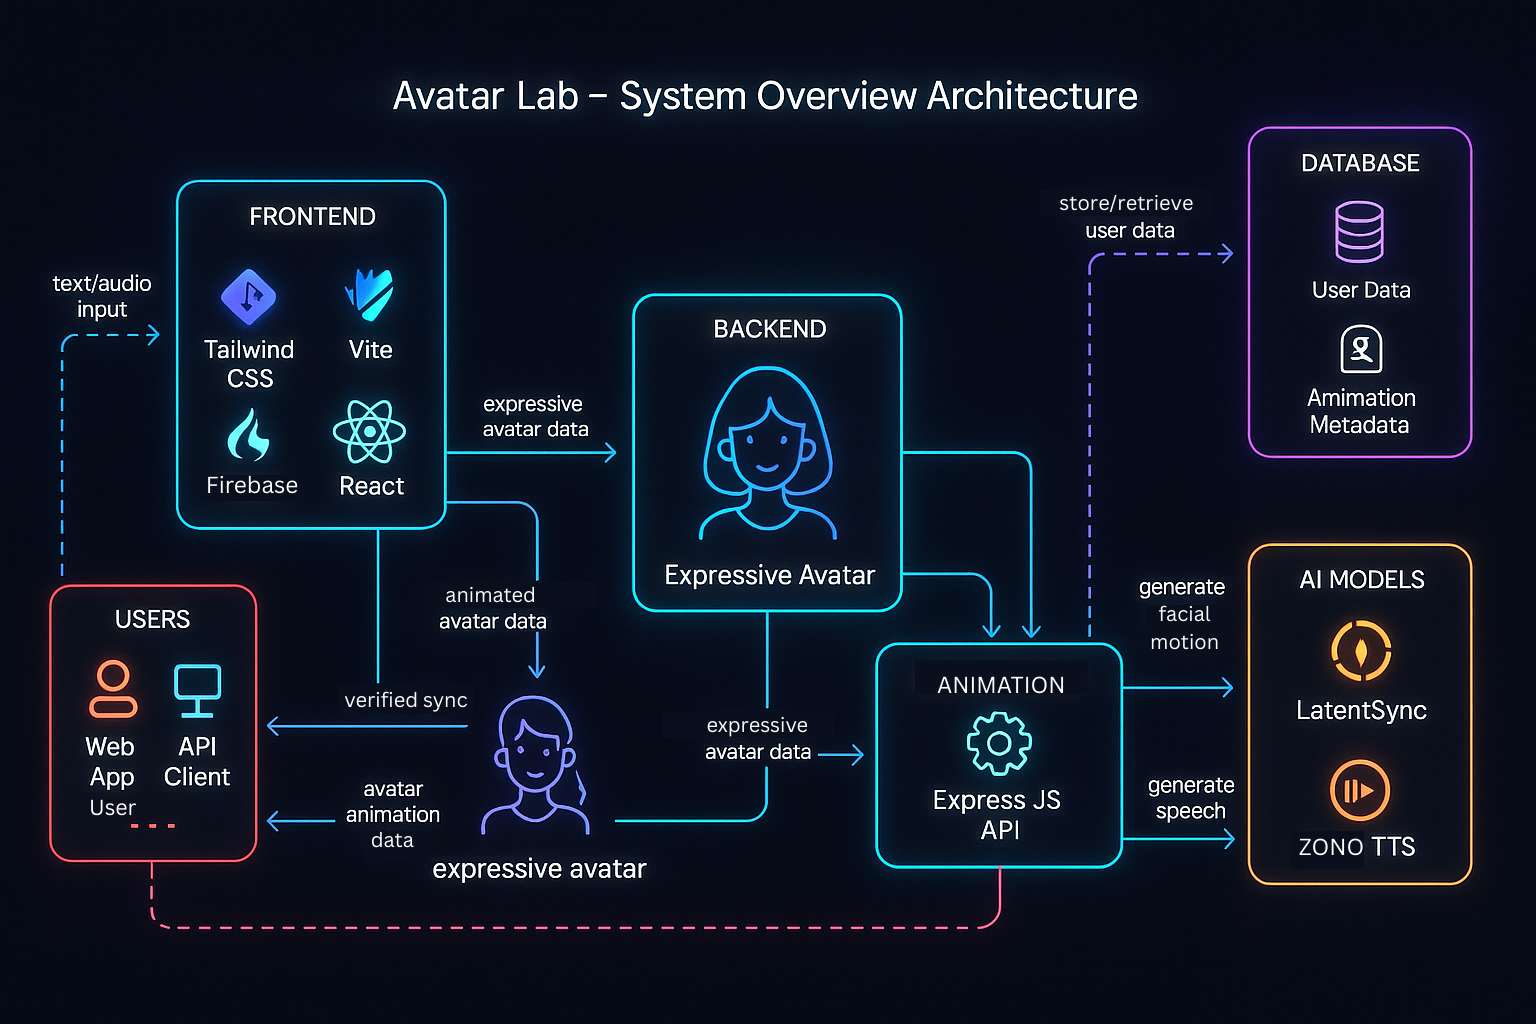 Avatar Lab – System Overview Architecture
FRONTEND
Tailwind
CSS
Vite
Firebase
React
text/audio
input
USERS
Web
App
User
API
Client
expressive
avatar data
animated
avatar data
verified sync
avatar
animation
data
expressive avatar
BACKEND
Expressive Avatar
expressive
avatar data
ANIMATION
Express JS
API
store/retrieve
user data
DATABASE
User Data
Amimation
Metadata
generate
facial
motion
generate
speech
AI MODELS
LatentSync
ZONO TTS